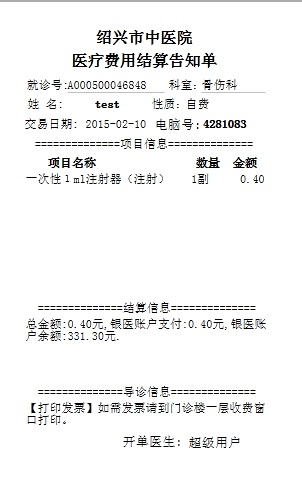 绍兴市中医院
医疗费用结算告知单
就诊号:A000500046848 科室:骨伤科
姓 名: test 性质:自费
交易日期: 2015-02-10 电脑号:4281083
==============项目信息==============
项目名称 数量 金额
一次性1ml注射器（注射） 1副 0.40
==============结算信息==============
总金额:0.40元,银医账户支付:0.40元,银医账
户余额:331.30元.
==============导诊信息==============
【打印发票】如需发票请到门诊楼一层收费窗
口打印。
开单医生: 超级用户